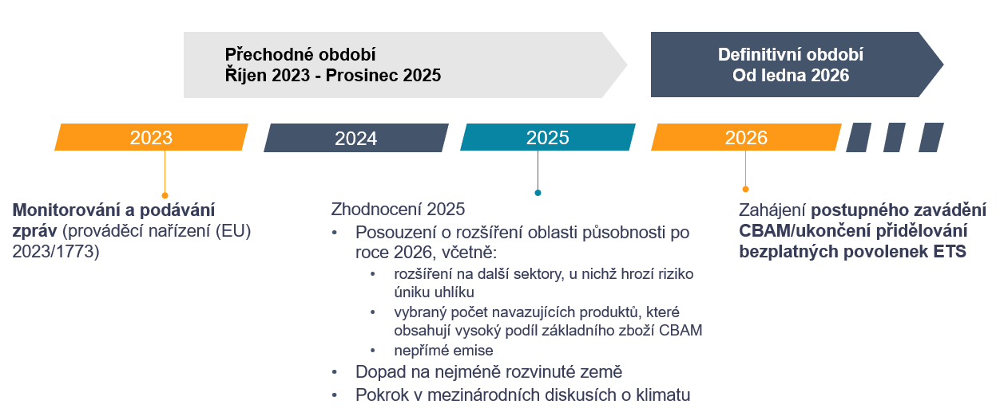 Přechodné období
Říjen 2023 - Prosinec 2025
Definitivní období
Od ledna 2026
2023
2024
2025
2026
Monitorování a podávání
zpráv (prováděcí nařízení (EU)
2023/1773)
Zhodnocení 2025
• Posouzení o rozšíření oblasti působnosti po
roce 2026, včetně:
• rozšíření na další sektory, u nichž hrozí riziko
úniku uhlíku
• vybraný počet navazujících produktů, které
obsahují vysoký podíl základního zboží CBAM
• nepřímé emise
• Dopad na nejméně rozvinuté země
• Pokrok v mezinárodních diskusích o klimatu
Zahájení postupného zavádění
CBAM/ukončení přidělování
bezplatných povolenek ETS